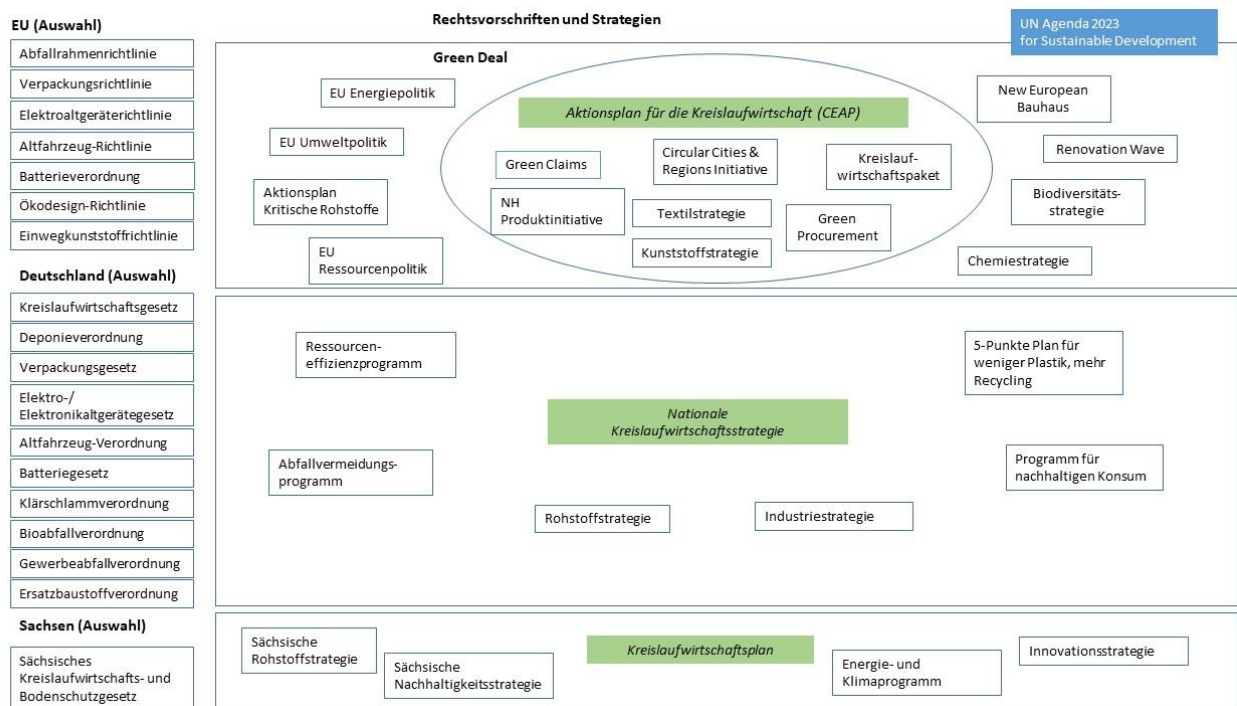 Rechtsvorschriften und Strategien
UN Agenda 2023
for Sustainable Development
EU (Auswahl)
Abfallrahmenrichtlinie
Verpackungsrichtlinie
Elektroaltgeräterichtlinie
Altfahrzeug-Richtlinie
Batterieverordnung
Ökodesign-Richtlinie
Einwegkunststoffrichtlinie
Green Deal
EU Energiepolitik
EU Umweltpolitik
Aktionsplan
Kritische Rohstoffe
EU
Ressourcenpolitik
Aktionsplan für die Kreislaufwirtschaft (CEAP)
Green Claims
Circular Cities &
Regions Initiative
Kreislauf-
wirtschaftspaket
NH
Produktinitiative
Textilstrategie
Green
Procurement
Kunststoffstrategie
New European
Bauhaus
Renovation Wave
Biodiversitäts-
strategie
Chemiestrategie
Deutschland (Auswahl)
Kreislaufwirtschaftsgesetz
Deponieverordnung
Verpackungsgesetz
Elektro-/
Elektronikaltgerätegesetz
Altfahrzeug-Verordnung
Batteriegesetz
Klärschlammverordnung
Bioabfallverordnung
Gewerbeabfallverordnung
Ersatzbaustoffverordnung
Ressourcen-
effizienzprogramm
5-Punkte Plan für
weniger Plastik, mehr
Recycling
Nationale
Kreislaufwirtschaftsstrategie
Abfallvermeidungs-
programm
Programm für
nachhaltigen Konsum
Rohstoffstrategie
Industriestrategie
Sachsen (Auswahl)
Sächsisches
Kreislaufwirtschafts- und
Bodenschutzgesetz
Sächsische
Rohstoffstrategie
Sächsische
Nachhaltigkeitsstrategie
Kreislaufwirtschaftsplan
Energie- und
Klimaprogramm
Innovationsstrategie